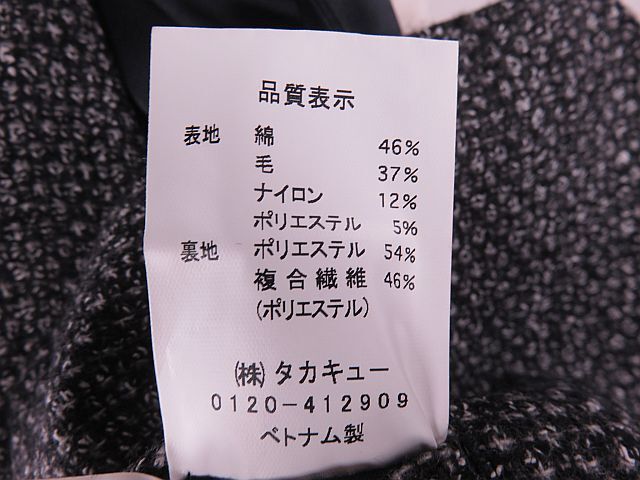 品質表示
表地 綿 46%
毛 37%
ナイロン 12%
ポリエステル 5%
裏地 ポリエステル 54%
複合繊維 46%
(ポリエステル)
(株)タカキュー
0120-412909
ベトナム製